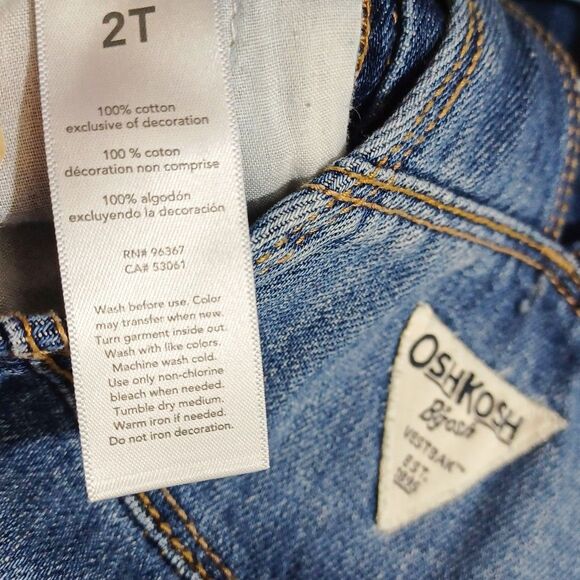 2T
100% cotton
exclusive of decoration
100 % coton
décoration non comprise
100% algodón
excluyendo la decoración
RN# 96367
CA# 53061
Wash before use. Color
may transfer when new.
Turn garment inside out.
Wash with like colors.
Machine wash cold.
Use only non-chlorine
bleach when needed.
Tumble dry medium.
Warm iron if needed.
Do not iron decoration.
OSHKOSH
B'gosh
VESTBAK™
EST.
1895